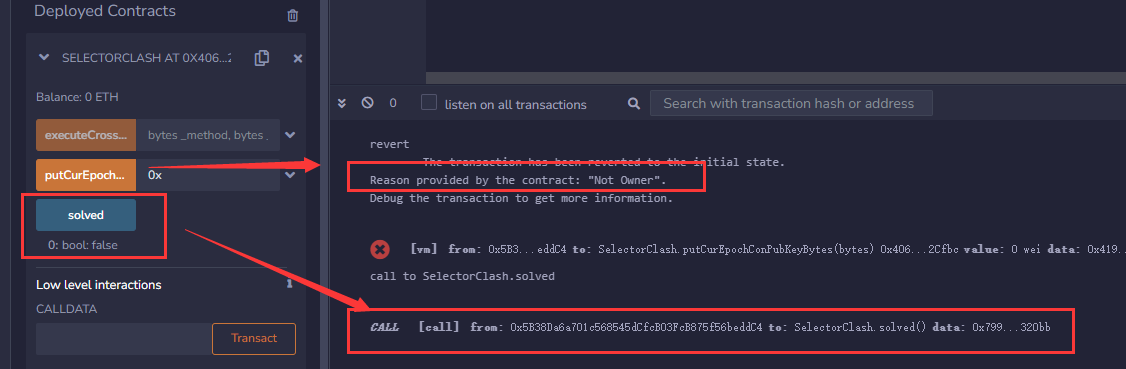 Deployed Contracts
SELECTORCLASH AT 0X406...2
Balance: 0 ETH
executeCross... bytes _method, bytes _
putCurEpoch... 0x
solved
0: bool: false
Low level interactions
i
CALLDATA
Transact
0
listen on all transactions
Search with transaction hash or address
revert
The transaction has been reverted to the initial state.
Reason provided by the contract: "Not Owner".
Debug the transaction to get more information.
[vm] from: 0x5B3...eddC4 to: SelectorClash.putCurEpochConPubKeyBytes(bytes) 0x406...2Cfbc value: 0 wei data: 0x419...
call to SelectorClash.solved
CALL [call] from: 0x5B38Da6a701c568545dCfcB03FcB875f56beddC4 to: SelectorClash.solved() data: 0x799...320bb